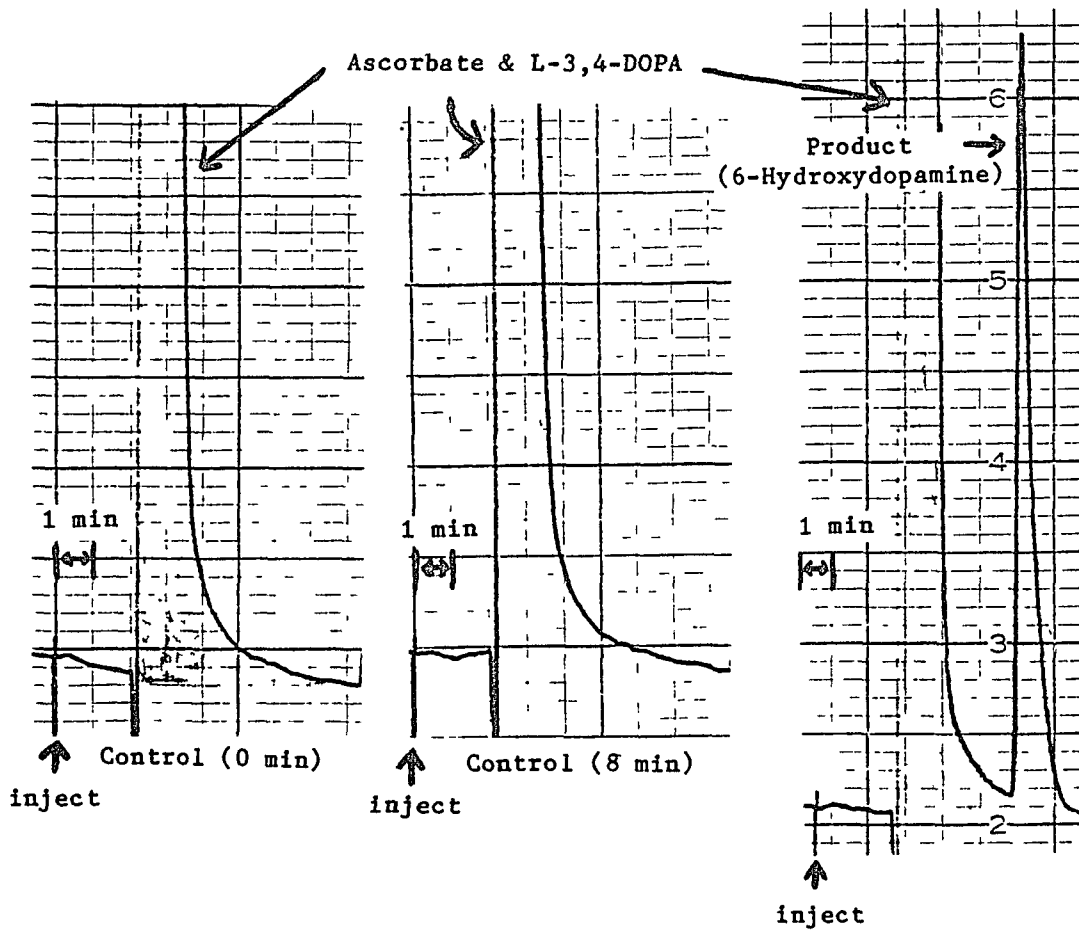 Ascorbate & L-3,4-DOPA
6
Product
(6-Hydroxydopamine)
5
4
1 min
1 min
1 min
3
Control (0 min)
Control (8 min)
2
inject
inject
inject